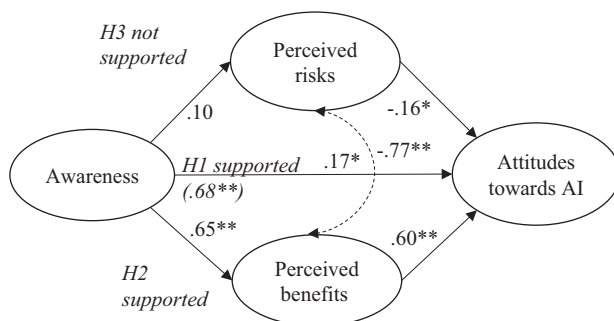 H3 not
supported
Perceived
risks
.10
-.16*
Awareness
H1 supported
(.68**)
.17*
-.77**
Attitudes
towards AI
.65**
.60**
H2
supported
Perceived
benefits